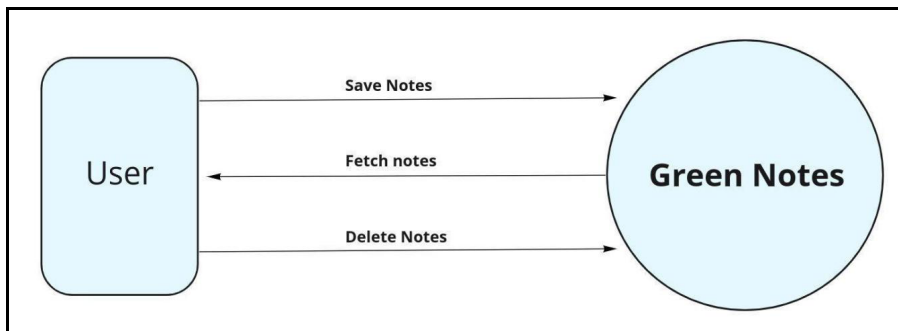 Save Notes
User
Fetch notes
Green Notes
Delete Notes